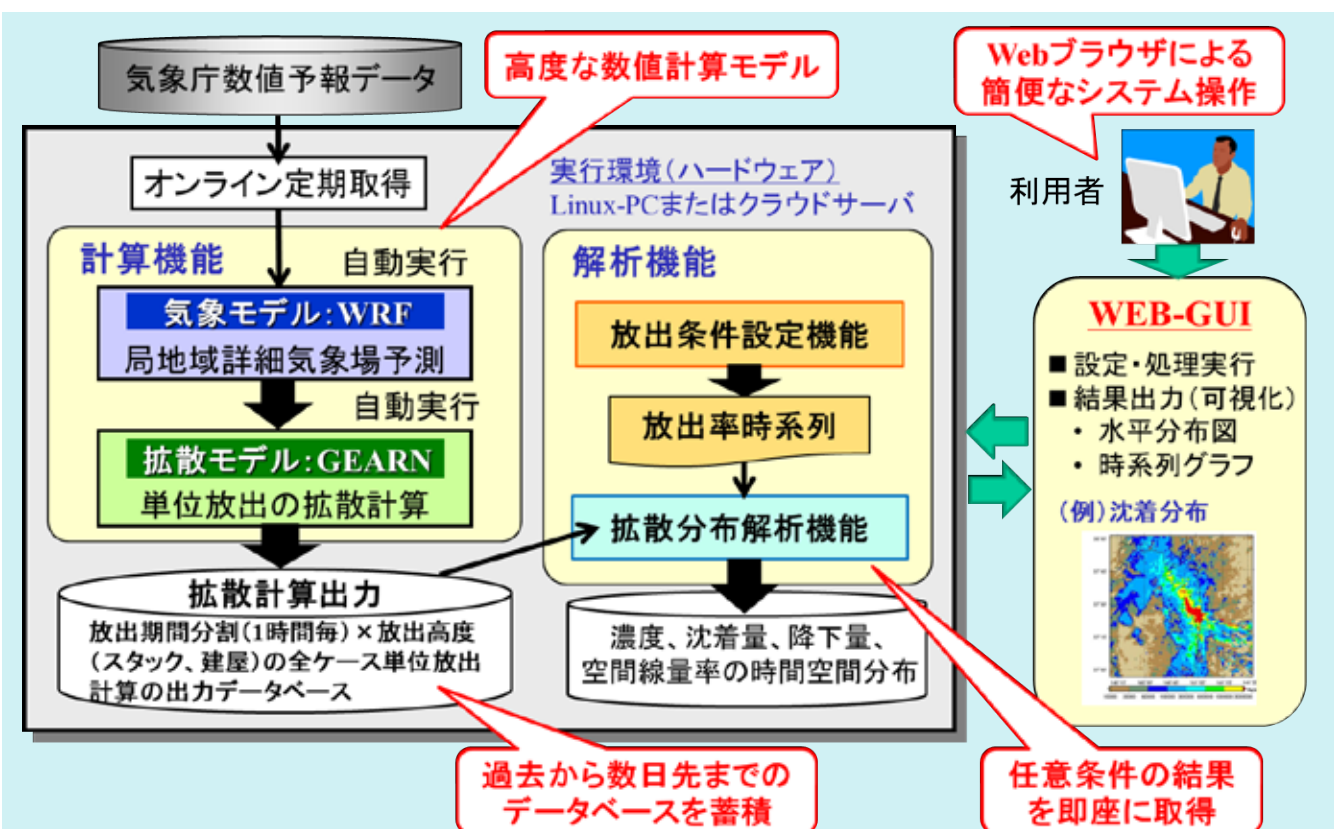 気象庁数値予報データ
高度な数値計算モデル
Webブラウザによる
簡便なシステム操作
オンライン定期取得
実行環境(ハードウェア)
Linux-PCまたはクラウドサーバ
利用者
計算機能
自動実行
気象モデル:WRF
局地域詳細気象場予測
自動実行
拡散モデル:GEARN
単位放出の拡散計算
拡散計算出力
放出期間分割(1時間毎)×放出高度
(スタック、建屋)の全ケース単位放出
計算の出力データベース
過去から数日先までの
データベースを蓄積
解析機能
放出条件設定機能
放出率時系列
拡散分布解析機能
濃度、沈着量、降下量、
空間線量率の時間空間分布
任意条件の結果
を即座に取得
WEB-GUI
■ 設定・処理実行
■ 結果出力(可視化)
・ 水平分布図
・ 時系列グラフ
(例)沈着分布